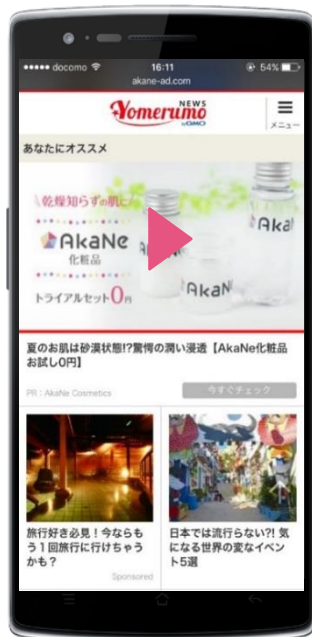 docomo 16:11 54%
akane-ad.com
Yomerumo NEWS
by GMO
メニュー
あなたにオススメ
乾燥知らずの肌に
AkaNe
化粧品
トライアルセット0円
AkaNe
夏のお肌は砂漠状態!?驚愕の潤い浸透【AkaNe化粧品
お試し0円】
PR：AkaNe Cosmetics 今すぐチェック
旅行好き必見！今ならも
う１回旅行に行けちゃう
かも？
Sponsored
日本では流行らない?! 気
になる世界の変なイベン
ト5選